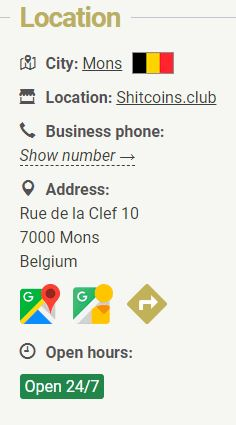 Location
City: Mons
Location: Shitcoins.club
Business phone:
Show number →
Address:
Rue de la Clef 10
7000 Mons
Belgium
G G
Open hours:
Open 24/7